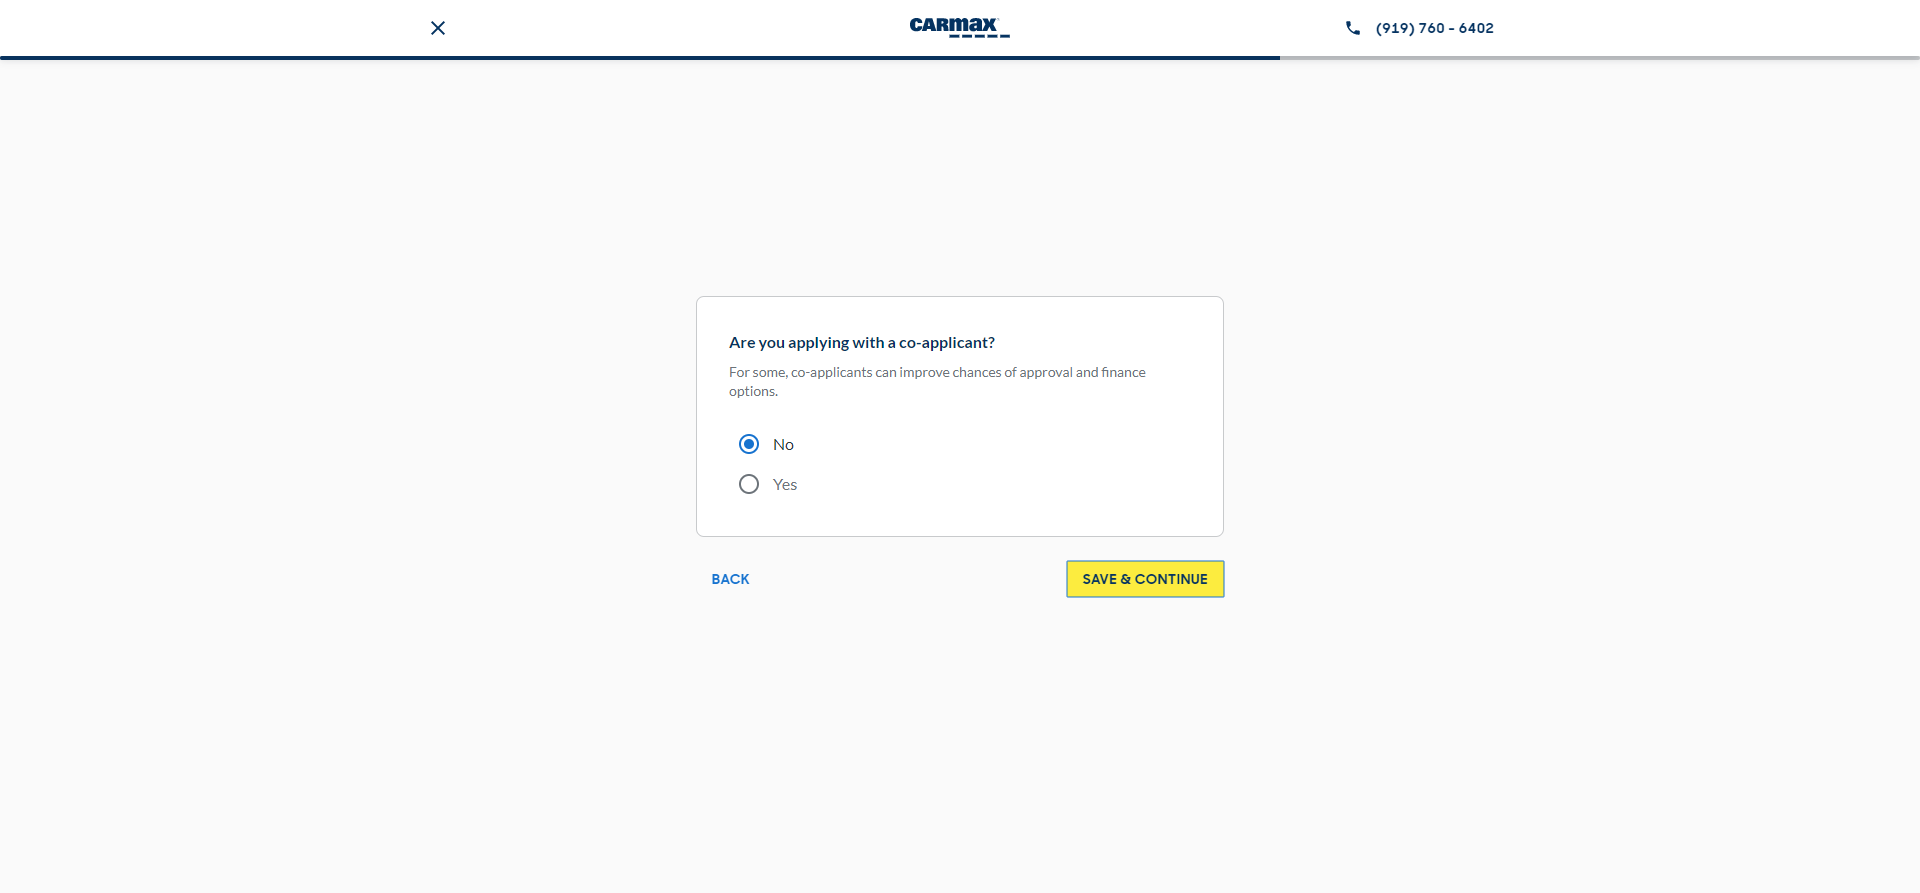 CARMAX
(919) 760 - 6402
Are you applying with a co-applicant?
For some, co-applicants can improve chances of approval and finance
options.
No
Yes
BACK
SAVE & CONTINUE